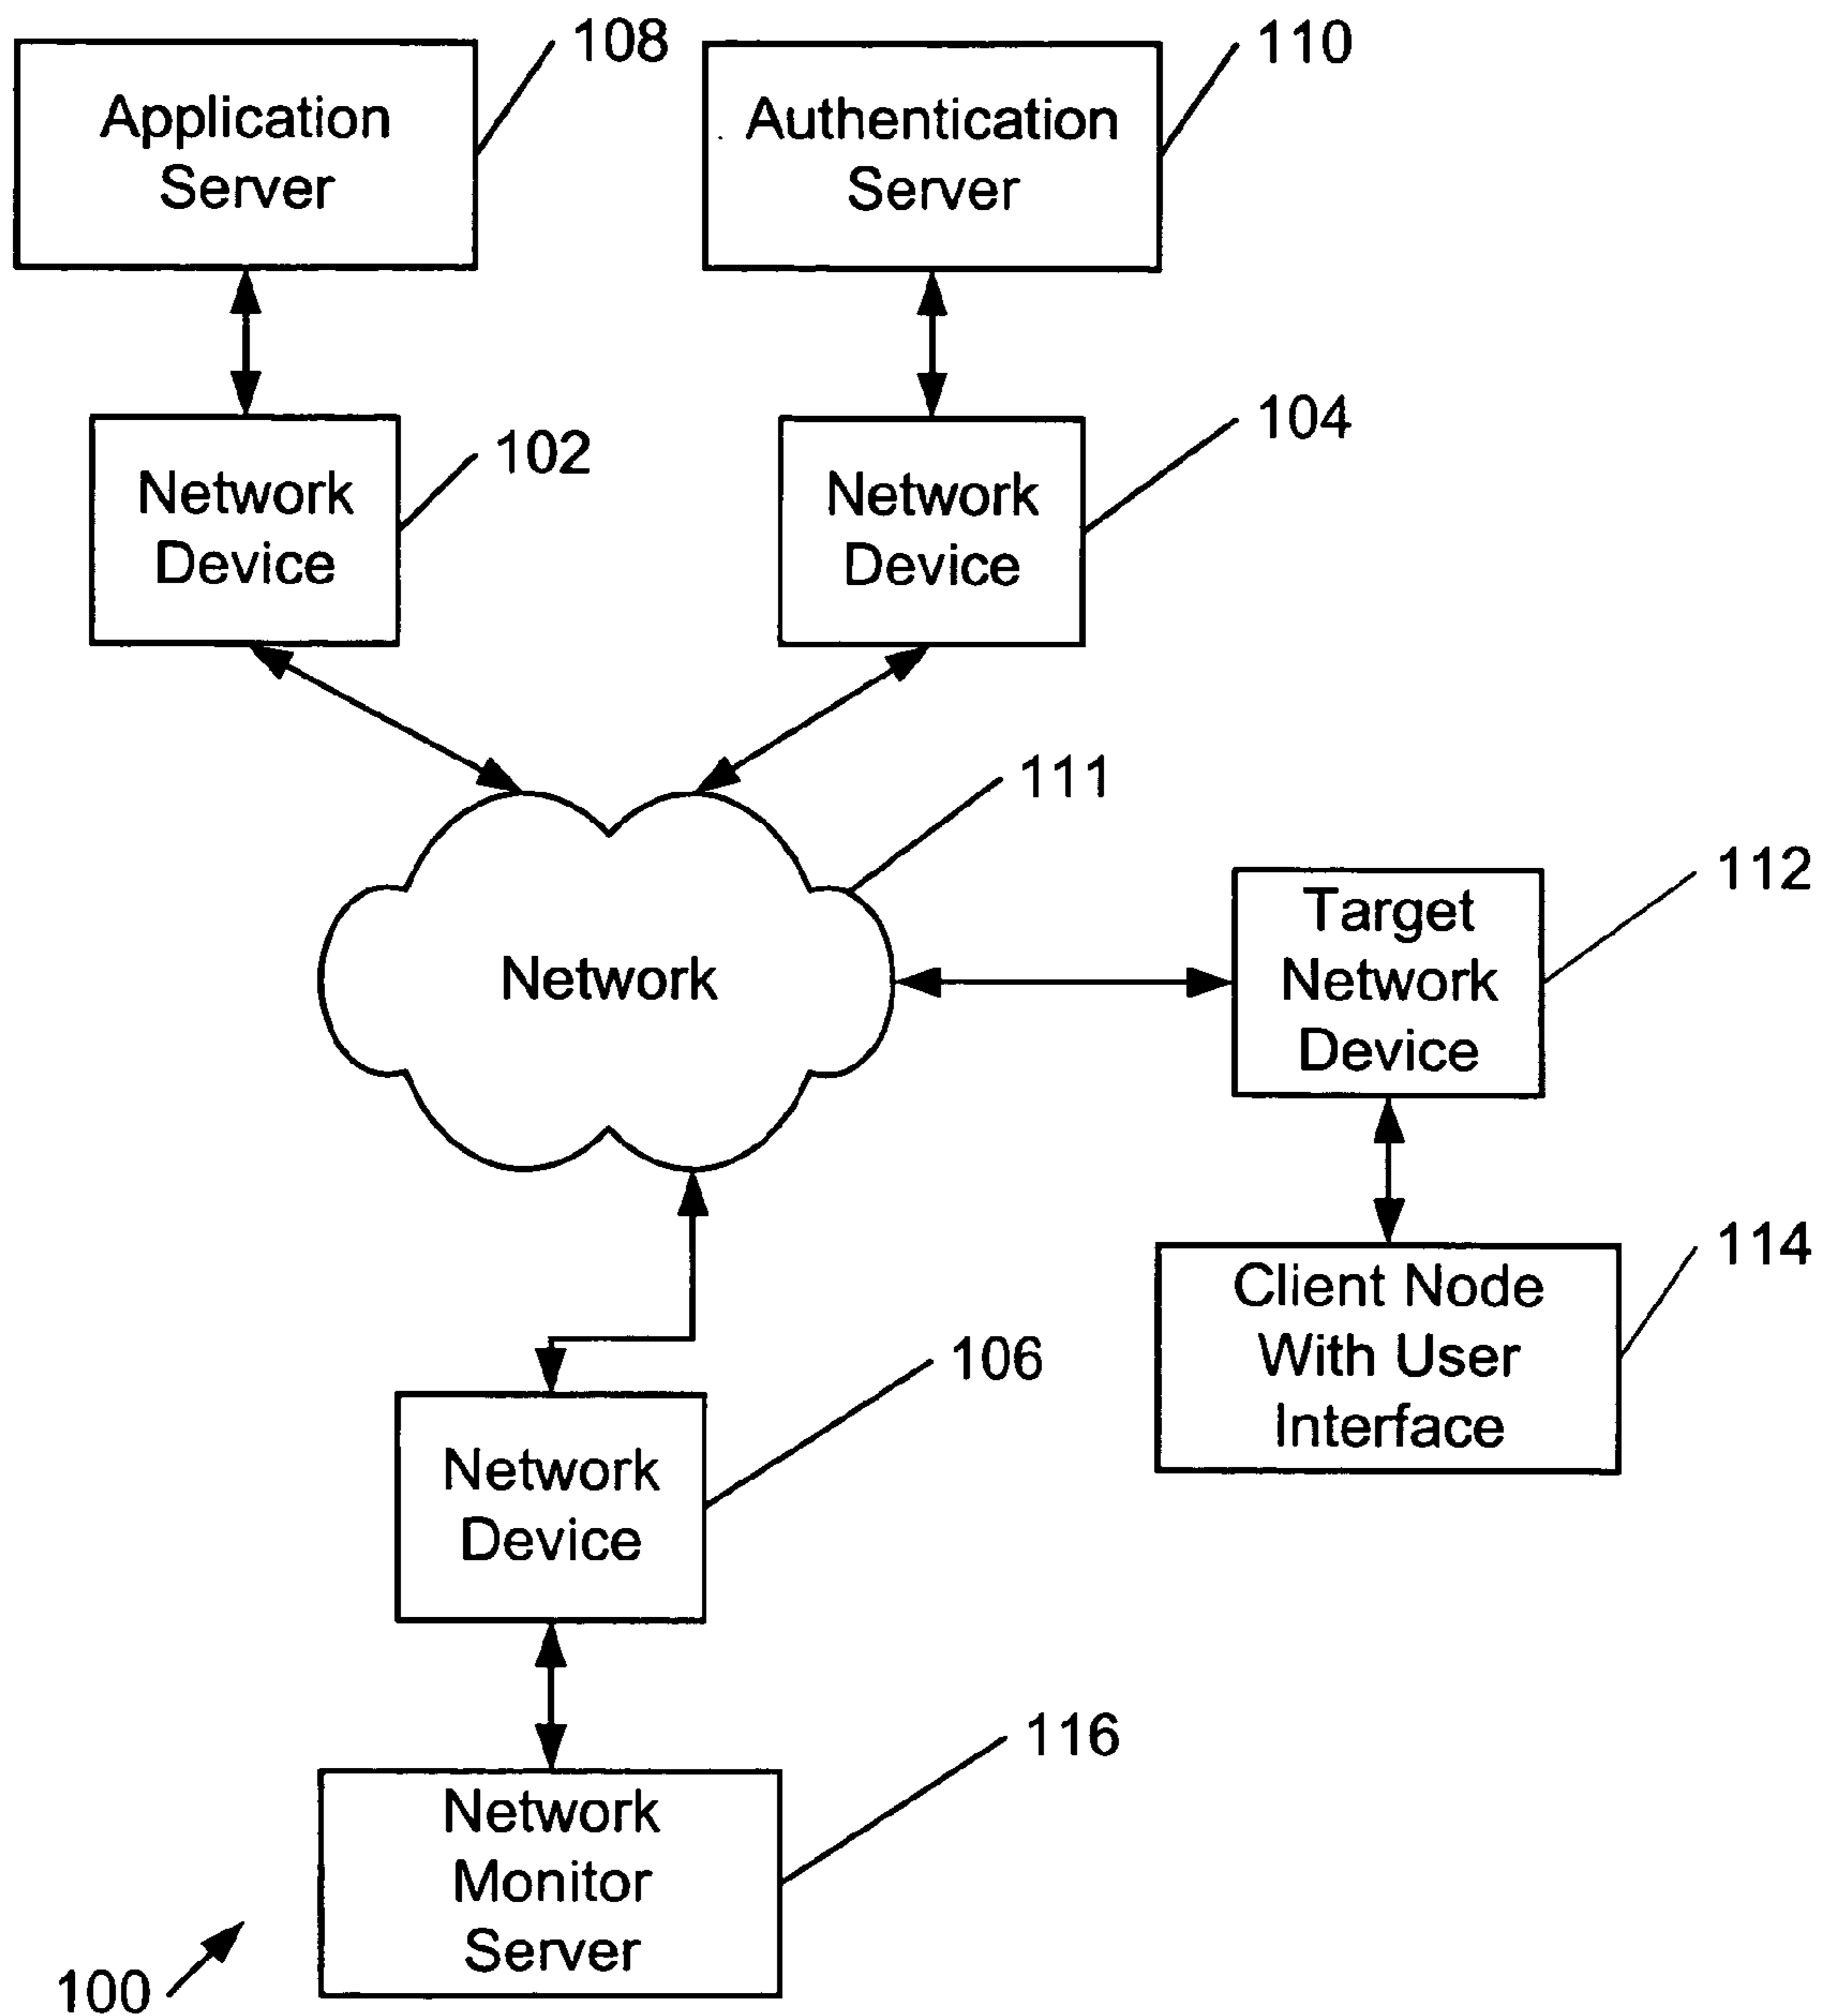 108
Application
Server
110
Authentication
Server
102
Network
Device
104
Network
Device
111
Network
112
Target
Network
Device
114
Client Node
With User
Interface
106
Network
Device
116
Network
Monitor
Server
100